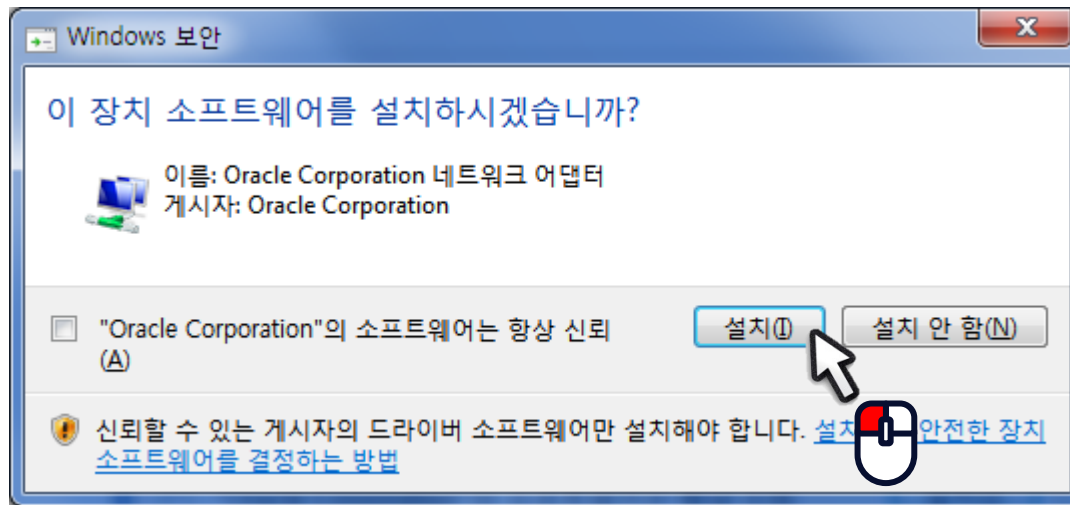 Windows 보안
이 장치 소프트웨어를 설치하시겠습니까?
이름: Oracle Corporation 네트워크 어댑터
게시자: Oracle Corporation
"Oracle Corporation"의 소프트웨어는 항상 신뢰
(A)
설치(I)
설치 안 함(N)
신뢰할 수 있는 게시자의 드라이버 소프트웨어만 설치해야 합니다. 안전한 장치
소프트웨어를 결정하는 방법